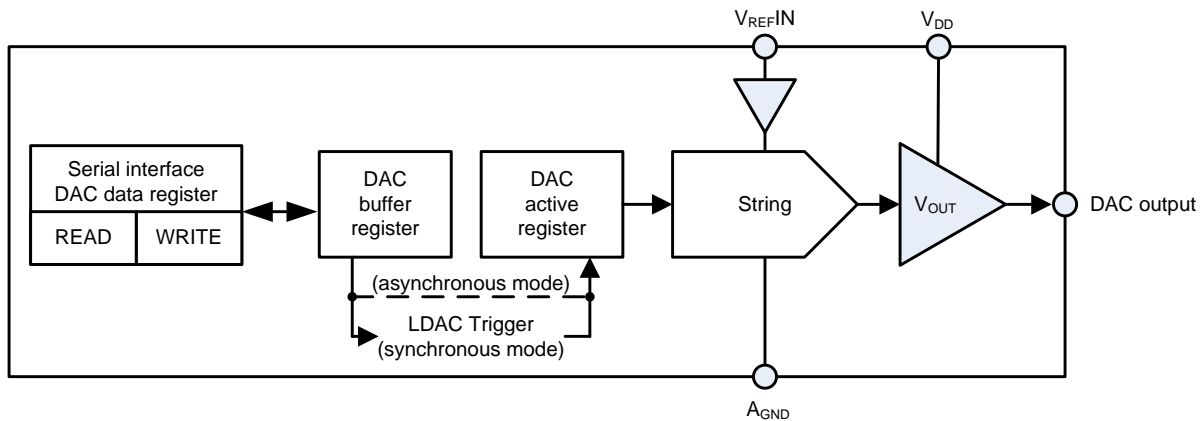 VREFIN
VDD
Serial interface
DAC data register
READ
WRITE
DAC
buffer
register
DAC
active
register
String
VOUT
DAC output
(asynchronous mode)
LDAC Trigger
(synchronous mode)
AGND